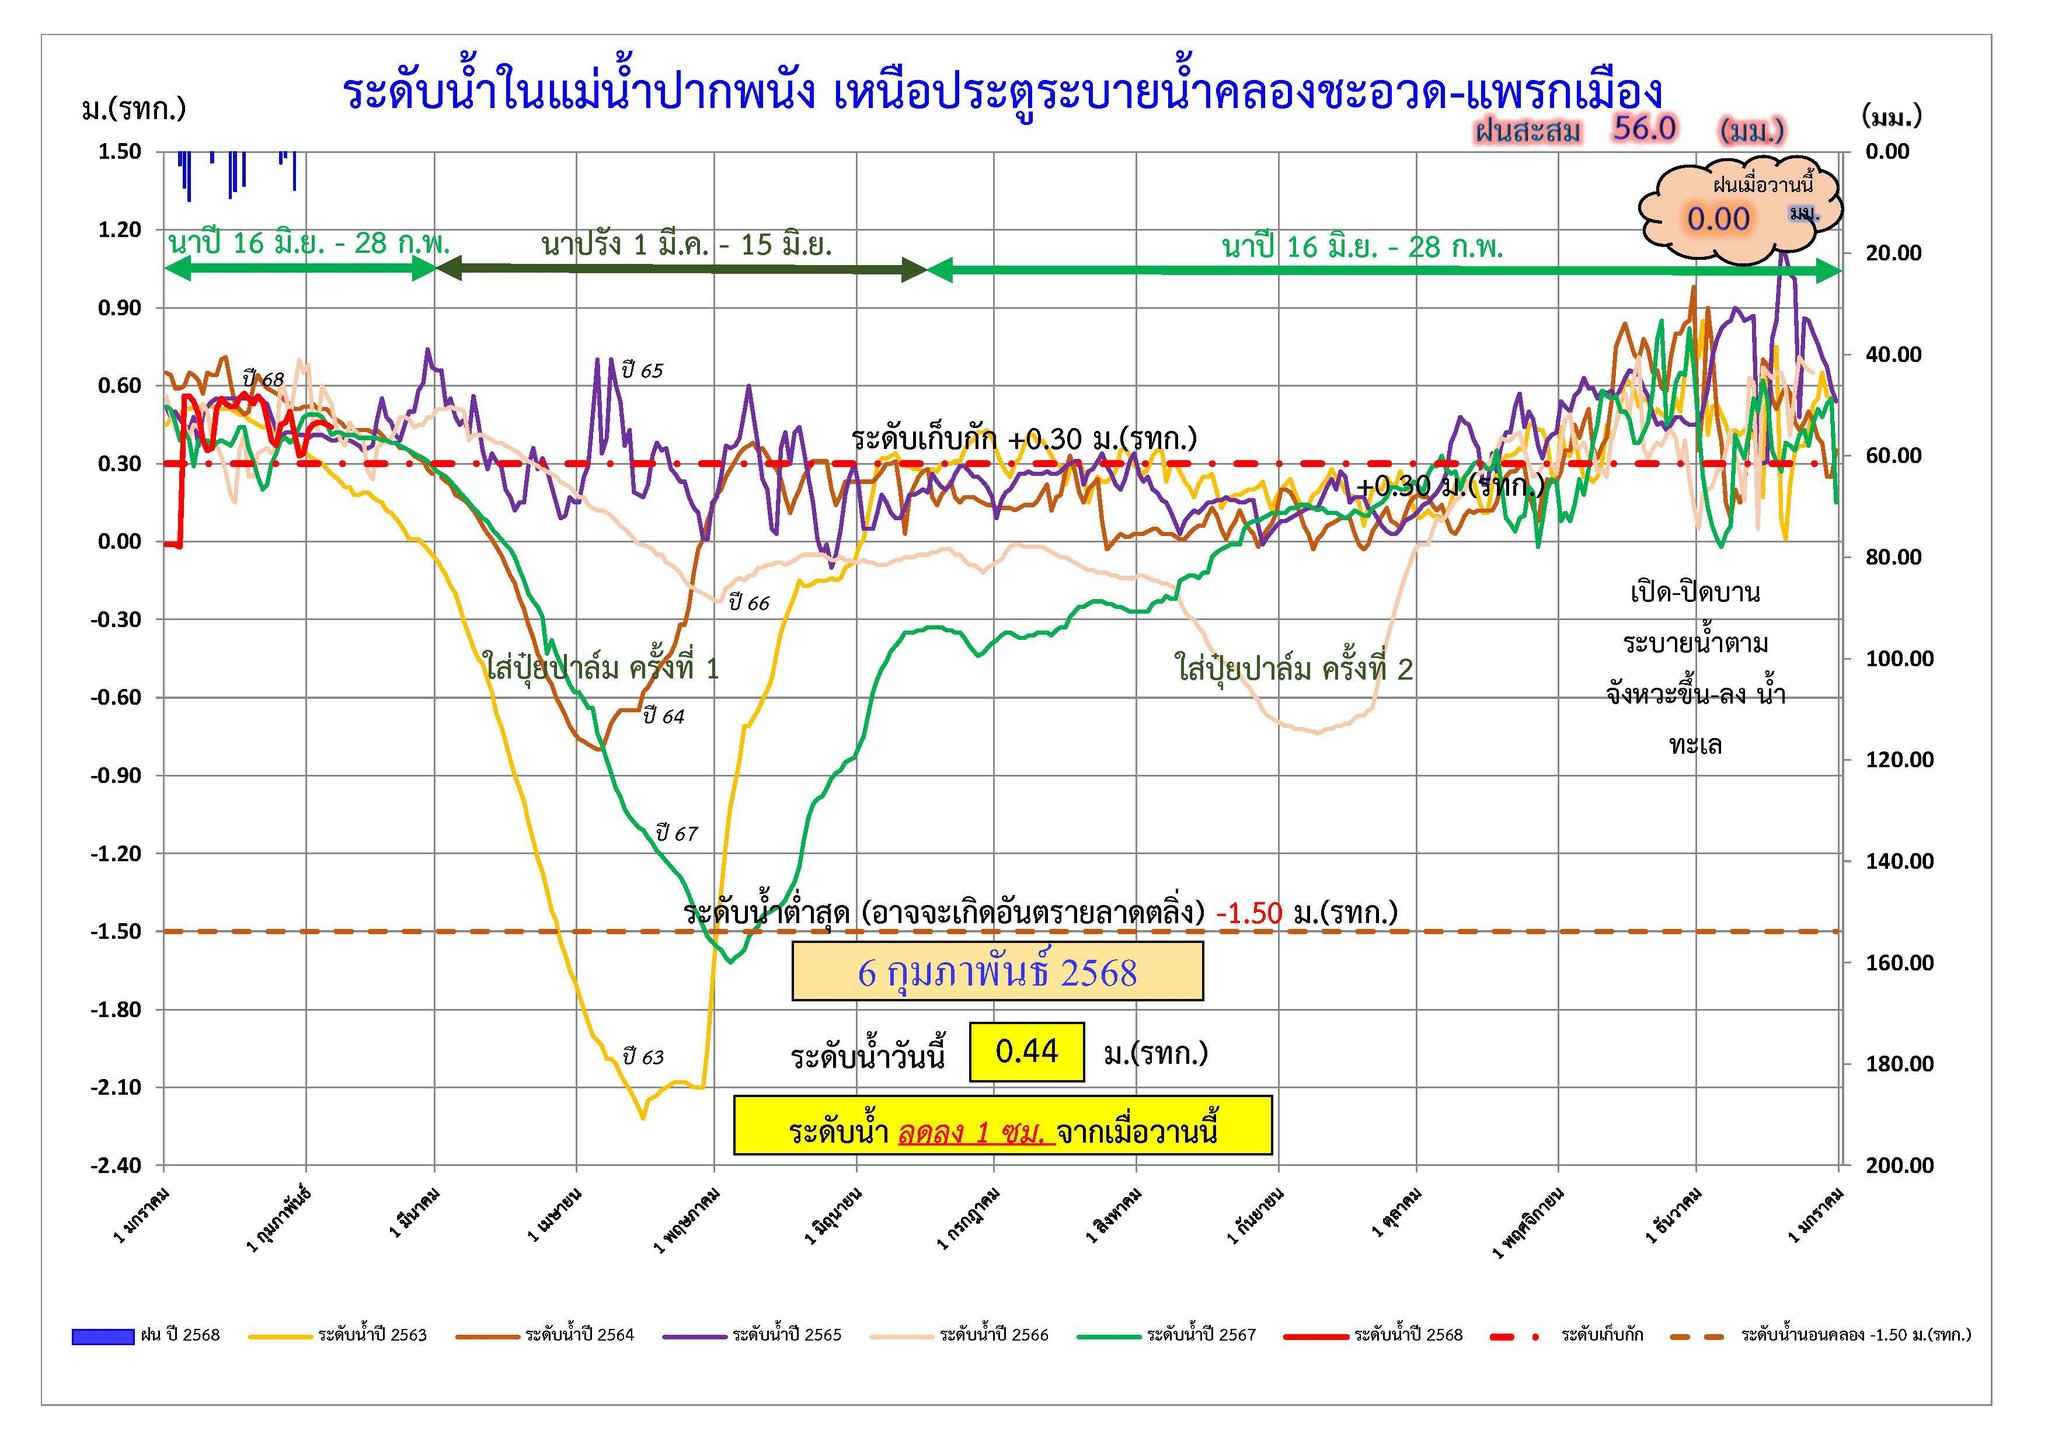 ระดับน้ำในแม่น้ำปากพนัง เหนือประตูระบายน้ำคลองชะอวด-แพรกเมือง
ม.(รทก.)
(มม.)
ฝนสะสม 56.0 (มม.)
ฝนเมื่อวานนี้
0.00 มม.
1.50
1.20
0.90
0.60
0.30
0.00
-0.30
-0.60
-0.90
-1.20
-1.50
-1.80
-2.10
-2.40
0.00
20.00
40.00
60.00
80.00
100.00
120.00
140.00
160.00
180.00
200.00
นาปี 16 มิ.ย. - 28 ก.พ.
นาปรัง 1 มี.ค. - 15 มิ.ย.
นาปี 16 มิ.ย. - 28 ก.พ.
ปี 68
ปี 65
ระดับเก็บกัก +0.30 ม.(รทก.)
+0.30 ม.(รทก.)
ปี 66
เปิด-ปิดบาน
ระบายน้ำตาม
จังหวะขึ้น-ลง น้ำ
ทะเล
ใส่ปุ๋ยปาล์ม ครั้งที่ 1
ใส่ปุ๋ยปาล์ม ครั้งที่ 2
ปี 64
ปี 67
ระดับน้ำต่ำสุด (อาจจะเกิดอันตรายลาดตลิ่ง) -1.50 ม.(รทก.)
6 กุมภาพันธ์ 2568
ระดับน้ำวันนี้ 0.44 ม.(รทก.)
ปี 63
ระดับน้ำ ลดลง 1 ซม. จากเมื่อวานนี้
1 มกราคม
1 กุมภาพันธ์
1 มีนาคม
1 เมษายน
1 พฤษภาคม
1 มิถุนายน
1 กรกฎาคม
1 สิงหาคม
1 กันยายน
1 ตุลาคม
1 พฤศจิกายน
1 ธันวาคม
1 มกราคม
ฝน ปี 2568
ระดับน้ำปี 2563
ระดับน้ำปี 2564
ระดับน้ำปี 2565
ระดับน้ำปี 2566
ระดับน้ำปี 2567
ระดับน้ำปี 2568
ระดับเก็บกัก
ระดับน้ำนอนคลอง -1.50 ม.(รทก.)